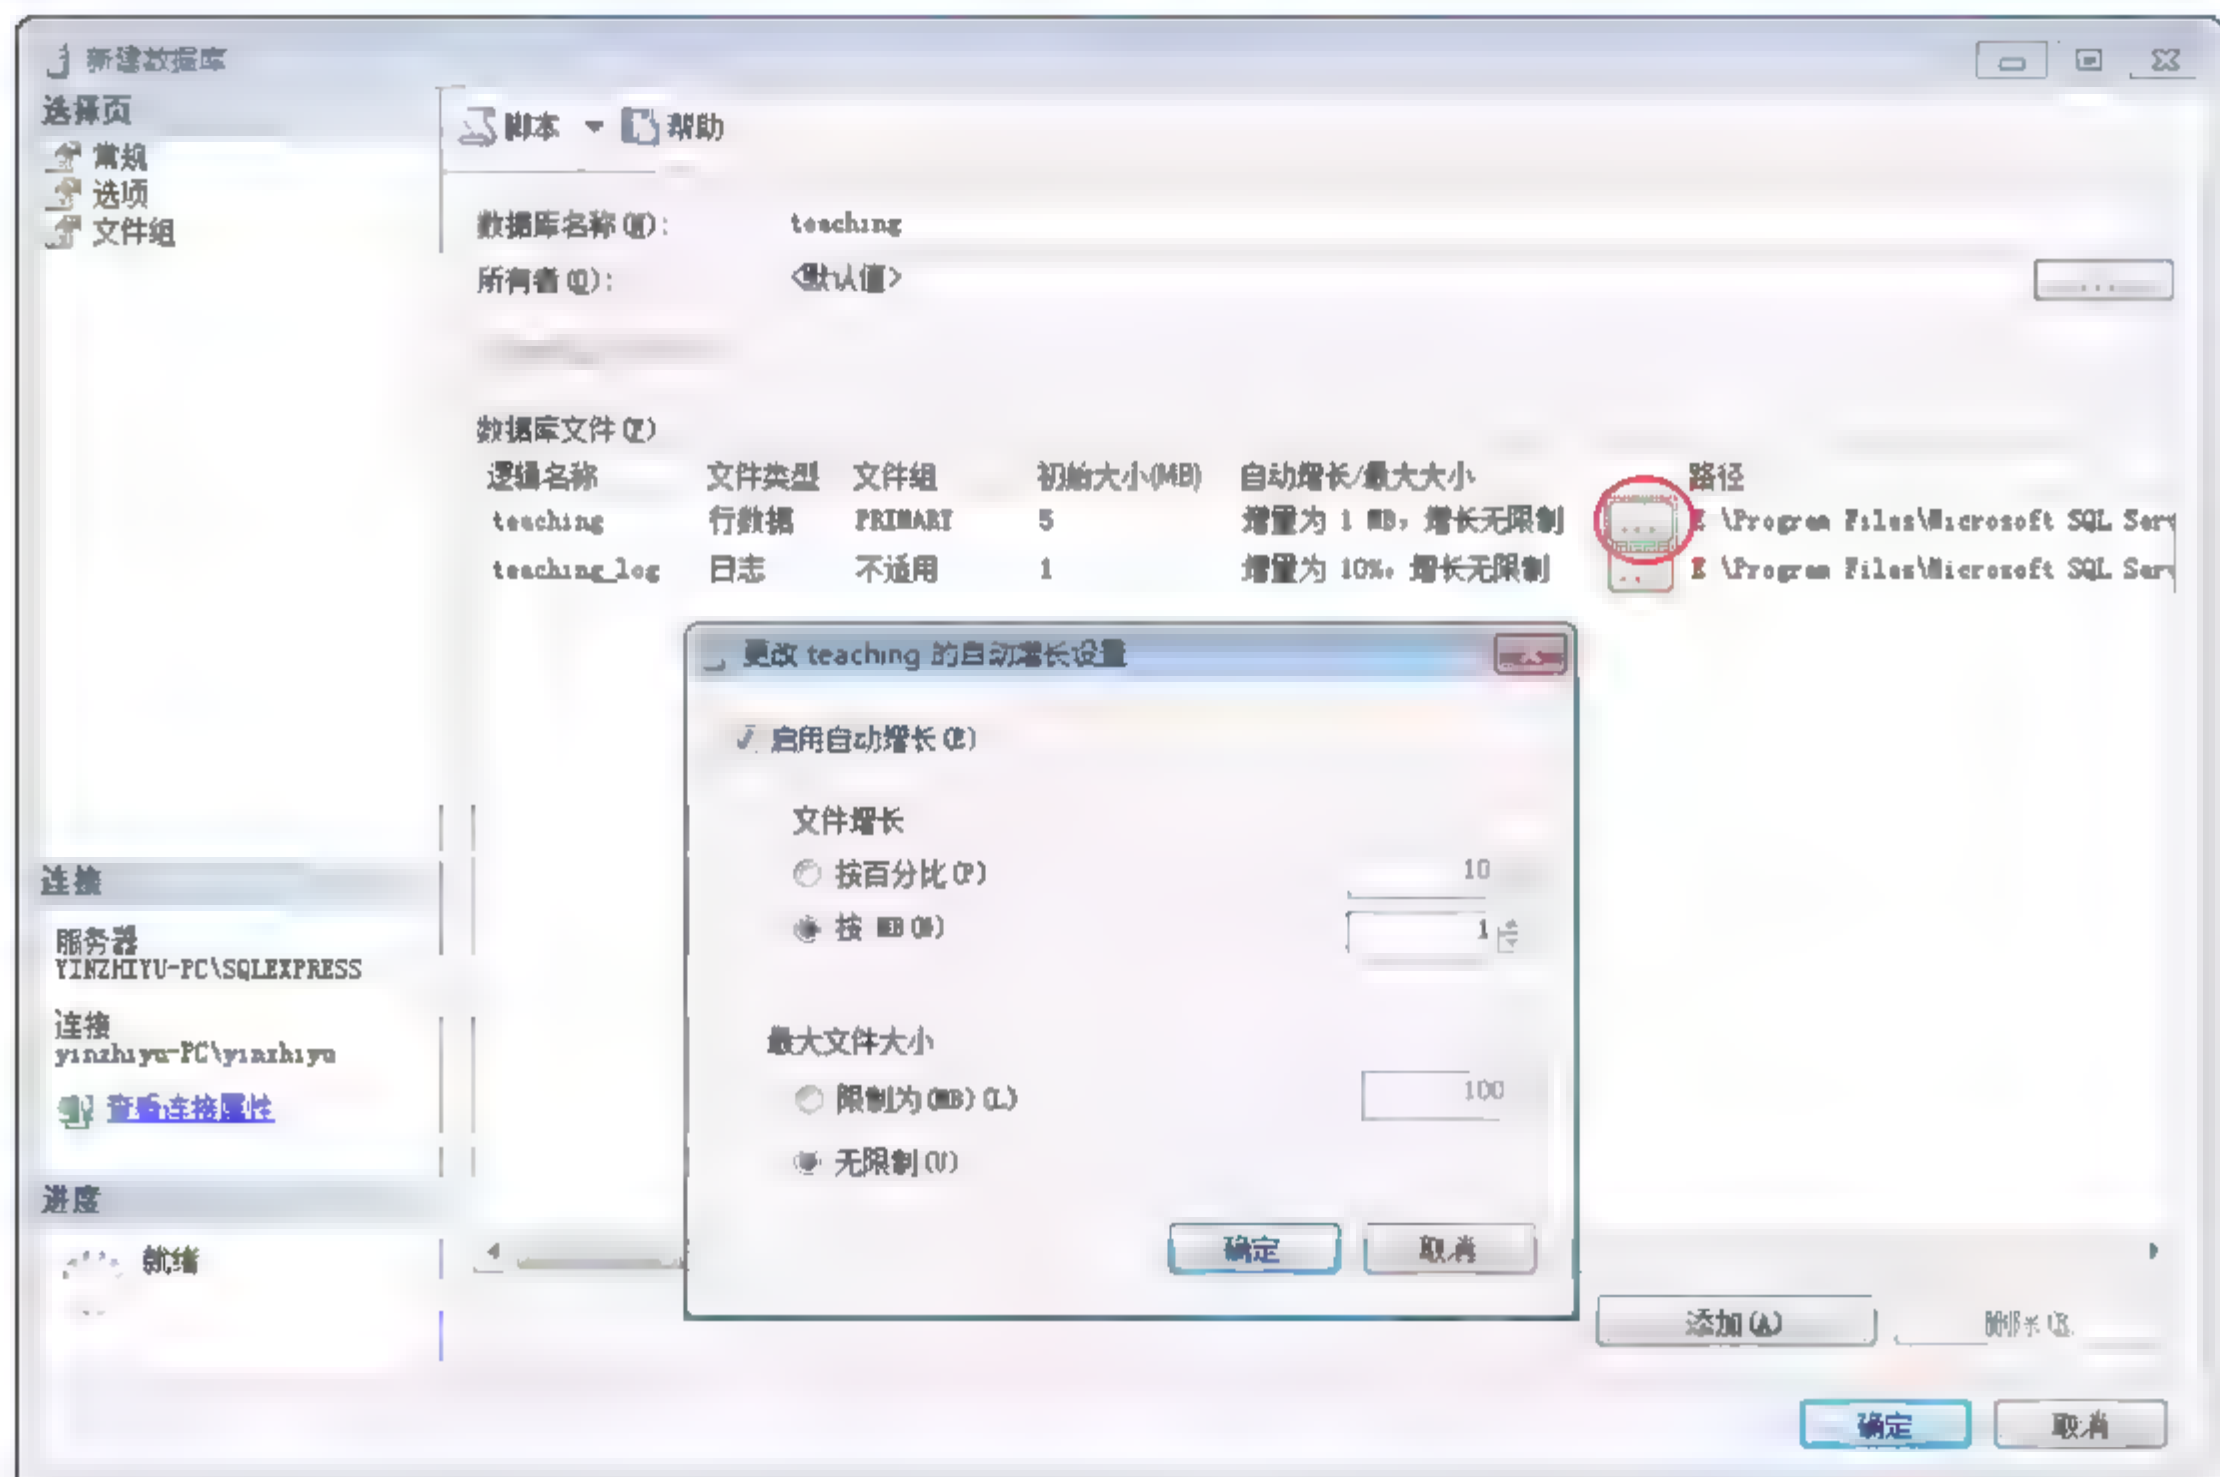 新建数据库
选择页
常规
选项
文件组
脚本 帮助
数据库名称(N): teaching
所有者(O): <默认值>
数据库文件(F)
逻辑名称 文件类型 文件组 初始大小(MB) 自动增长/最大大小 路径
teaching 行数据 PRIMARY 5 增量为 1 MB，增长无限制 ... E \Program Files\Microsoft SQL Serv
teaching_log 日志 不适用 1 增量为 10%，增长无限制 ... E \Program Files\Microsoft SQL Serv
更改 teaching 的自动增长设置
启用自动增长(E)
文件增长
按百分比(P) 10
按 MB(M) 1
最大文件大小
限制为(MB)(L) 100
无限制(U)
确定 取消
连接
服务器
YINZHIYU-PC\SQLEXPRESS
连接
yinzhiyu-PC\yinzhiyu
查看连接属性
进度
就绪
添加(A) 删除(R
确定 取消